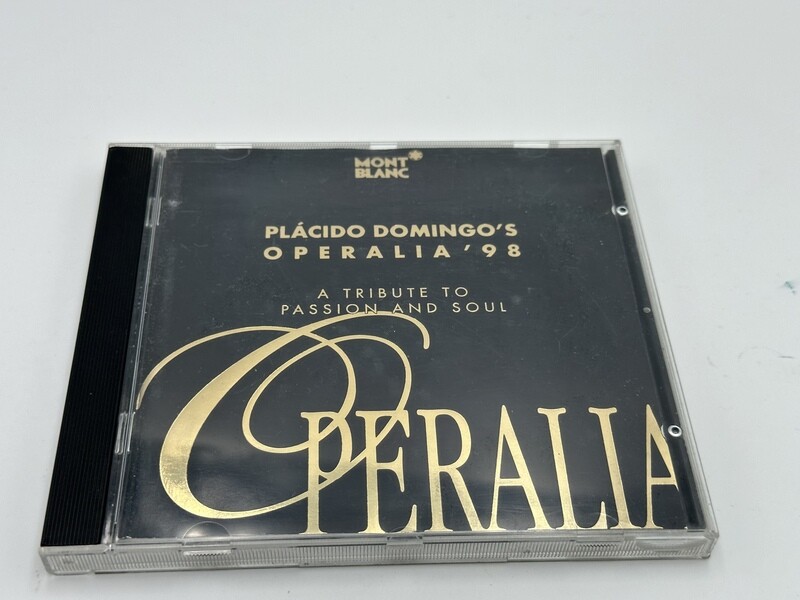 MONT
BLANC
PLÁCIDO DOMINGO'S
OPERALIA '98
A TRIBUTE TO
PASSION AND SOUL
OPERALIA